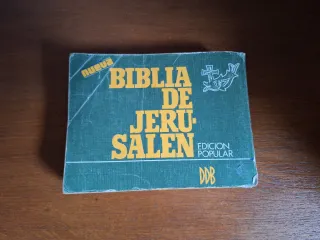 nueva
BIBLIA
DE
JERU-
SALEN
EDICION
POPULAR
DDB